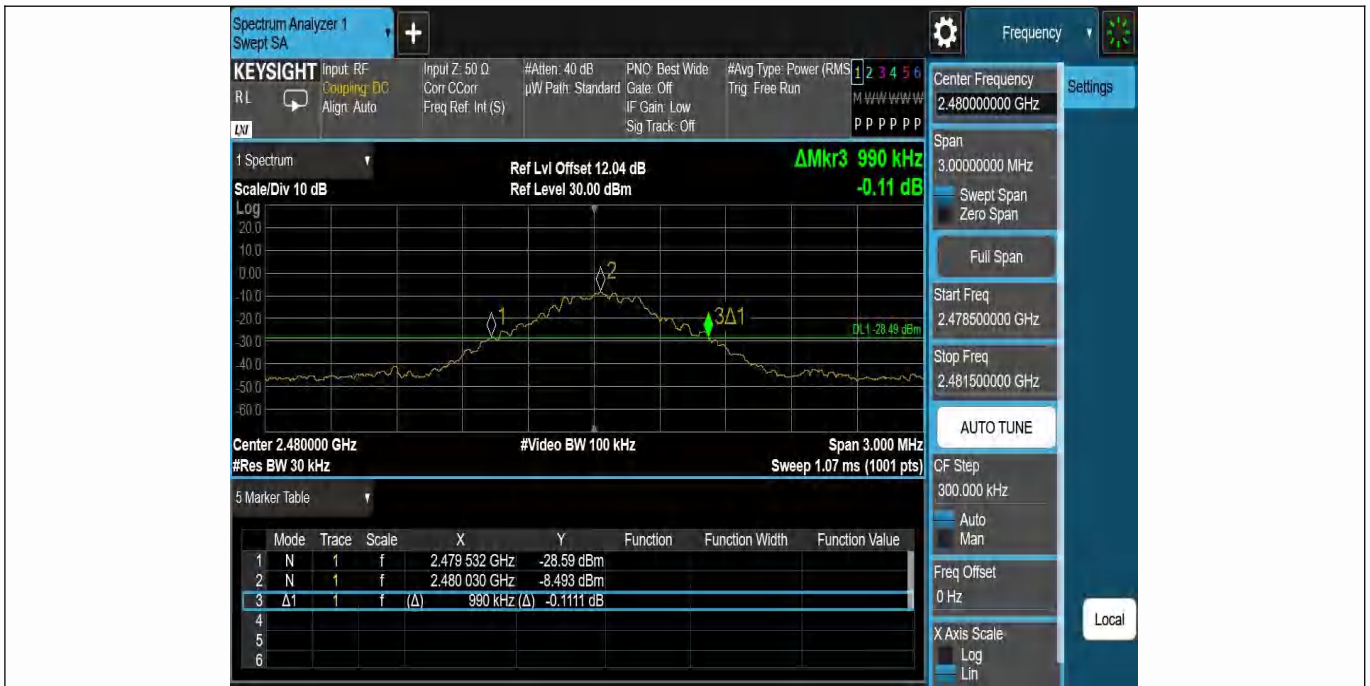 Spectrum Analyzer 1
Swept SA
+
Frequency
KEYSIGHT
RL
LXI
Input: RF
Coupling: DC
Align: Auto
Input Z: 50 Ω
Corr CCorr
Freq Ref: Int (S)
#Atten: 40 dB
µW Path: Standard
PNO: Best Wide
Gate: Off
IF Gain: Low
Sig Track: Off
#Avg Type: Power (RMS
Trig: Free Run
1 2 3 4 5 6
M W W W W W
P P P P P P
Center Frequency
2.480000000 GHz
Settings
Span
3.00000000 MHz
Swept Span
Zero Span
Full Span
Start Freq
2.478500000 GHz
Stop Freq
2.481500000 GHz
AUTO TUNE
CF Step
300.000 kHz
Auto
Man
Freq Offset
0 Hz
X Axis Scale
Log
Lin
Local
1 Spectrum
Scale/Div 10 dB
Ref Lvl Offset 12.04 dB
Ref Level 30.00 dBm
ΔMkr3 990 kHz
-0.11 dB
Log
20.0
10.0
0.00
-10.0
-20.0
-30.0
-40.0
-50.0
-60.0
1
2
3Δ1
DL1 -28.49 dBm
Center 2.480000 GHz
#Video BW 100 kHz
Span 3.000 MHz
#Res BW 30 kHz
Sweep 1.07 ms (1001 pts)
5 Marker Table
Mode Trace Scale X Y Function Function Width Function Value
1 N 1 f 2.479 532 GHz -28.59 dBm
2 N 1 f 2.480 030 GHz -8.493 dBm
3 Δ1 1 f (Δ) 990 kHz (Δ) -0.1111 dB
4
5
6